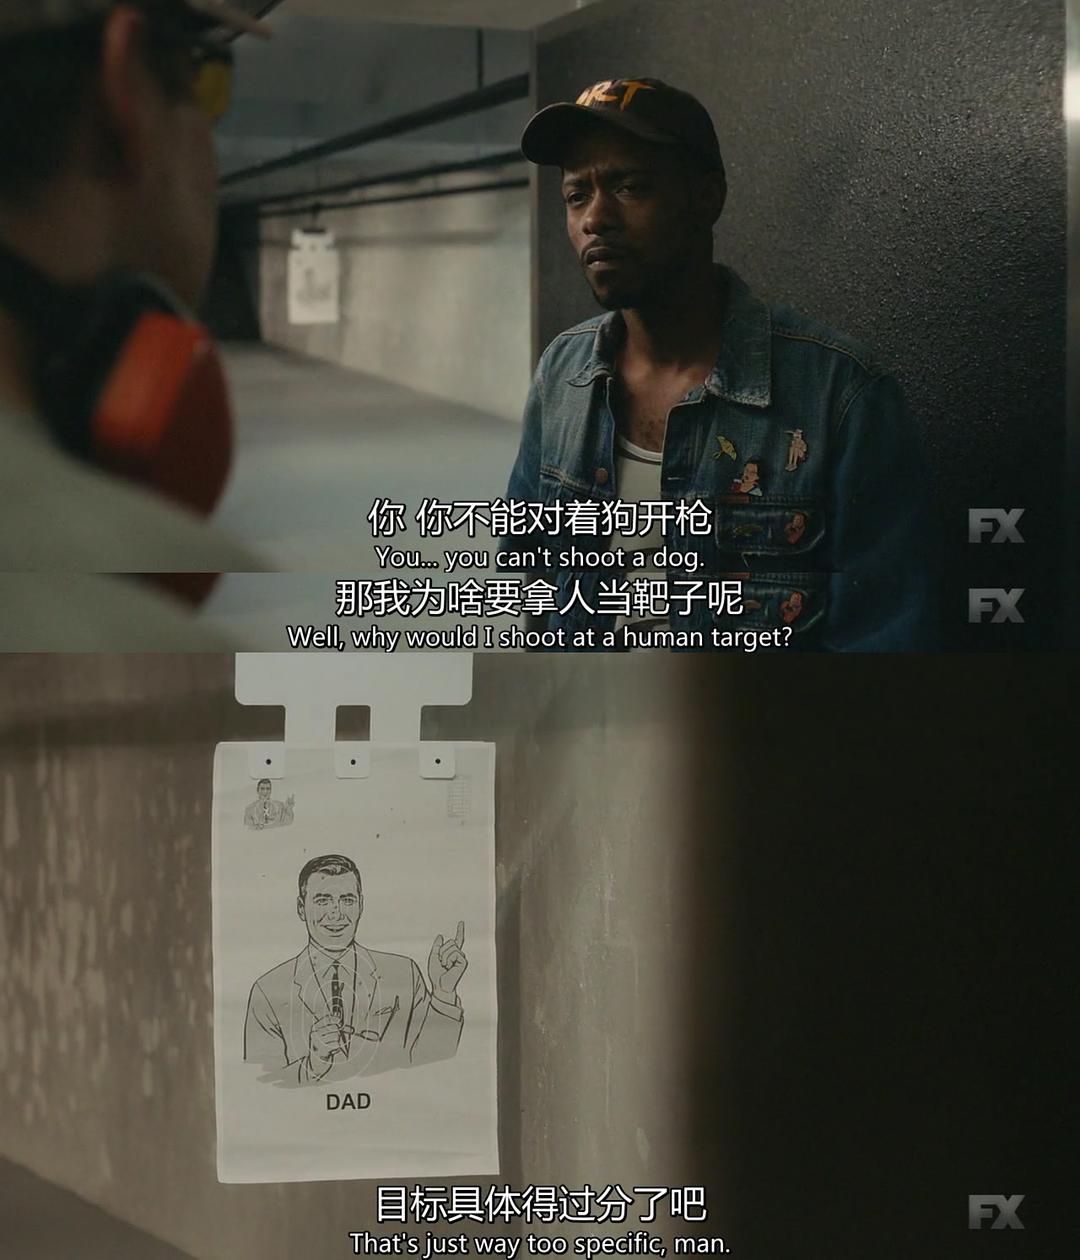 ART
你 你不能对着狗开枪
FX
You... you can't shoot a dog.
那我为啥要拿人当靶子呢
FX
Well, why would I shoot at a human target?
DAD
目标具体得过分了吧
FX
That's just way too specific, man.